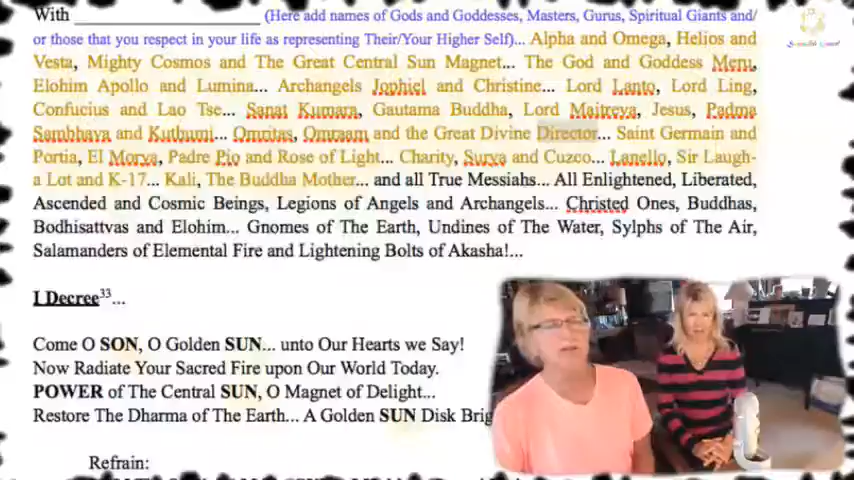 With ____________________ (Here add names of Gods and Goddesses, Masters, Gurus, Spiritual Giants and/
or those that you respect in your life as representing Their/Your Higher Self)... Alpha and Omega, Helios and
Vesta, Mighty Cosmos and The Great Central Sun Magnet... The God and Goddess Meru,
Elohim Apollo and Lumina... Archangels Jophiel and Christine... Lord Lanto, Lord Ling,
Confucius and Lao Tse... Sanat Kumara, Gautama Buddha, Lord Maitreya, Jesus, Padma
Sambhava and Kuthumi... Omritas, Omraam and the Great Divine Director... Saint Germain and
Portia, El Morya, Padre Pio and Rose of Light... Charity, Surya and Cuzco... Lanello, Sir Laugh-
a Lot and K-17... Kali, The Buddha Mother... and all True Messiahs... All Enlightened, Liberated,
Ascended and Cosmic Beings, Legions of Angels and Archangels... Christed Ones, Buddhas,
Bodhisattvas and Elohim... Gnomes of The Earth, Undines of The Water, Sylphs of The Air,
Salamanders of Elemental Fire and Lightening Bolts of Akasha!...
I Decree33...
Come O SON, O Golden SUN... unto Our Hearts we Say!
Now Radiate Your Sacred Fire upon Our World Today.
POWER of The Central SUN, O Magnet of Delight...
Restore The Dharma of The Earth... A Golden SUN Disk Brig
Refrain: